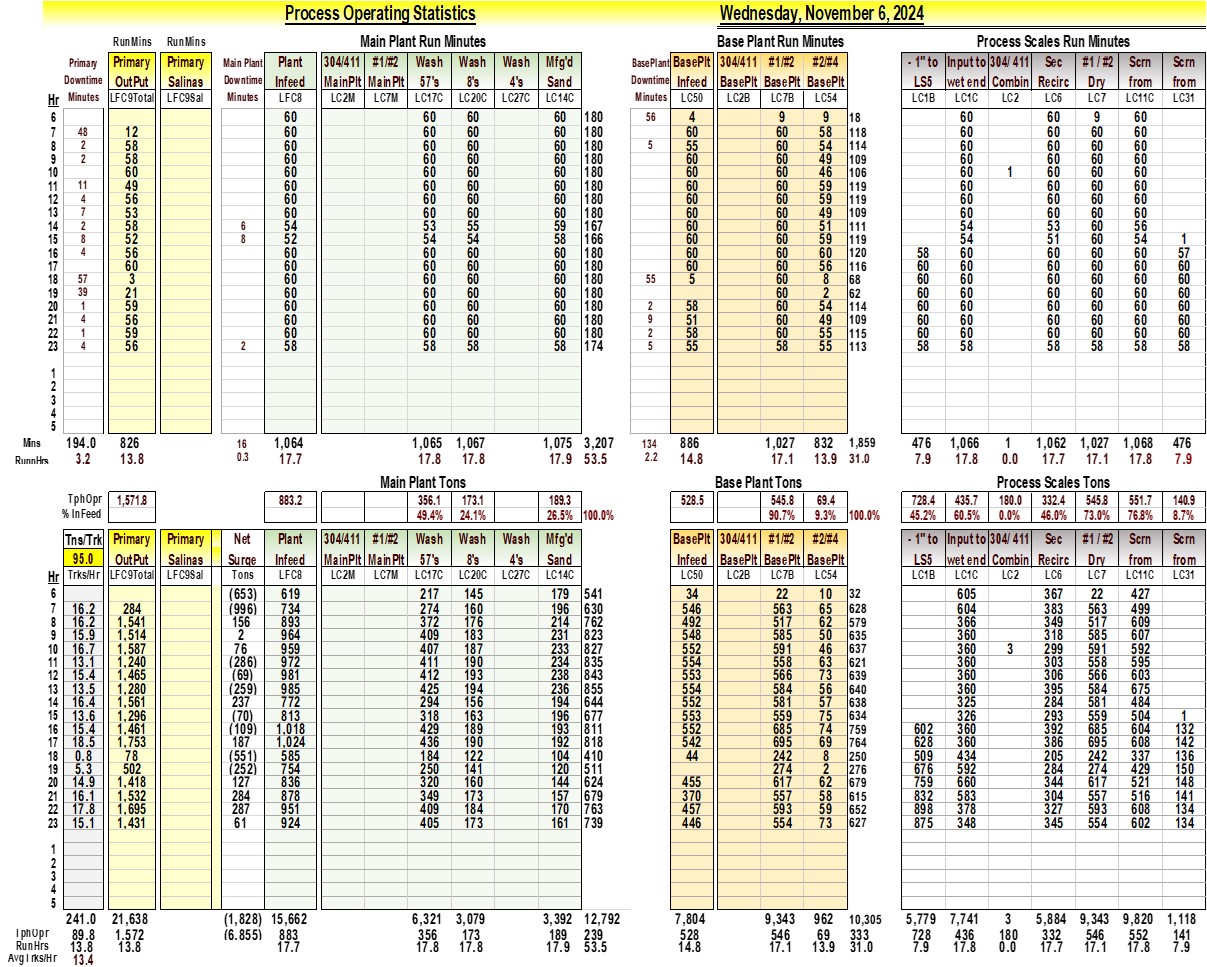 Process Operating Statistics Wednesday, November 6, 2024
RunMins RunMins Main Plant Run Minutes Base Plant Run Minutes Process Scales Run Minutes
Primary Primary Primary Main Plant Plant 304/411 #1/#2 Wash Wash Wash Mfg'd BasePlant BasePlt 304/411 #1/#2 #2/#4 - 1" to Input to 304/ 411 Sec #1 / #2 Scrn Scrn
Downtime OutPut Salinas Downtime Infeed MainPlt MainPlt 57's 8's 4's Sand Downtime Infeed BasePlt BasePlt BasePlt LS5 wet end Combin Recirc Dry from from
Hr Minutes LFC9Total LFC9Sal Minutes LFC8 LC2M LC7M LC17C LC20C LC27C LC14C Minutes LC50 LC2B LC7B LC54 LC1B LC1C LC2 LC6 LC7 LC11C LC31
6 60 60 60 60 180 56 4 9 9 18 60 60 9 60
7 48 12 60 60 60 60 180 60 60 58 118 60 60 60 60
8 2 58 60 60 60 60 180 5 55 60 54 114 60 60 60 60
9 2 58 60 60 60 60 180 60 60 49 109 60 60 60 60
10 60 60 60 60 60 180 60 60 46 106 60 1 60 60 60
11 11 49 60 60 60 60 180 60 60 59 119 60 60 60 60
12 4 56 60 60 60 60 180 60 60 59 119 60 60 60 60
13 7 53 60 60 60 60 180 60 60 49 109 60 60 60 60
14 2 58 6 54 53 55 59 167 60 60 51 111 54 53 60 56
15 8 52 8 52 54 54 58 166 60 60 59 119 54 51 60 54 1
16 4 56 60 60 60 60 180 60 60 60 120 58 60 60 60 60 57
17 60 60 60 60 60 180 60 60 56 116 60 60 60 60 60 60
18 57 3 60 60 60 60 180 55 5 60 8 68 60 60 60 60 60 60
19 39 21 60 60 60 60 180 60 2 62 60 60 60 60 60 60
20 1 59 60 60 60 60 180 2 58 60 54 114 60 60 60 60 60 60
21 4 56 60 60 60 60 180 9 51 60 49 109 60 60 60 60 60 60
22 1 59 60 60 60 60 180 2 58 60 54 115 60 60 60 60 60 60
23 4 56 2 58 58 58 58 174 5 55 58 55 113 58 58 58 58 58 58
1
2
3
4
5
Mins 194.0 826 16 1,064 1,065 1,067 1,075 3,207 134 886 1,027 832 1,859 476 1,066 1 1,062 1,027 1,068 476
RunnHrs 3.2 13.8 0.3 17.7 17.8 17.8 17.9 53.5 2.2 14.8 17.1 13.9 31.0 7.9 17.8 0.0 17.7 17.1 17.8 7.9
Main Plant Tons Base Plant Tons Process Scales Tons
TphOpr 1,571.8 883.2 356.1 173.1 189.3 528.5 545.8 69.4 728.4 435.7 180.0 332.4 545.8 551.7 140.9
% InFeed 49.4% 24.1% 26.5% 100.0% 90.7% 9.3% 100.0% 45.2% 60.5% 0.0% 46.0% 73.0% 76.8% 8.7%
Tns/Trk Primary Primary Net Plant 304/411 #1/#2 Wash Wash Wash Mfg'd BasePlt 304/411 #1/#2 #2/#4 - 1" to Input to 304/ 411 Sec #1 / #2 Scrn Scrn
95.0 OutPut Salinas Surge Infeed MainPlt MainPlt 57's 8's 4's Sand Infeed BasePlt BasePlt BasePlt LS5 wet end Combin Recirc Dry from from
Hr Trks/Hr LFC9Total LFC9Sal Tons LFC8 LC2M LC7M LC17C LC20C LC27C LC14C LC50 LC2B LC7B LC54 LC1B LC1C LC2 LC6 LC7 LC11C LC31
6 (653) 619 217 145 179 541 34 22 10 32 605 367 22 427
7 16.2 284 (996) 734 274 160 196 630 546 563 65 628 604 383 563 499
8 16.2 1,541 156 893 372 176 214 762 492 517 62 579 366 349 517 609
9 15.9 1,514 2 964 409 183 231 823 548 585 50 635 360 318 585 607
10 16.7 1,587 76 959 407 187 233 827 552 591 46 637 360 3 299 591 592
11 13.1 1,240 (286) 972 411 190 234 835 554 558 63 621 360 303 558 595
12 15.4 1,465 (69) 981 412 193 238 843 553 566 73 639 360 306 566 603
13 13.5 1,280 (259) 985 425 194 236 855 554 584 56 640 360 395 584 675
14 16.4 1,561 237 772 294 156 194 644 552 581 57 638 325 284 581 484
15 13.6 1,296 (70) 813 318 163 196 677 553 559 75 634 326 293 559 504 1
16 15.4 1,461 (109) 1,018 429 189 193 811 552 685 74 759 602 360 392 685 604 132
17 18.5 1,753 187 1,024 436 190 192 818 542 695 69 764 628 360 386 695 608 142
18 0.8 78 (551) 585 184 122 104 410 44 242 8 250 509 434 205 242 337 136
19 5.3 502 (252) 754 250 141 120 511 274 2 276 676 592 284 274 429 150
20 14.9 1,418 127 836 320 160 144 624 455 617 62 679 759 660 344 617 521 148
21 16.1 1,532 284 878 349 173 157 679 370 557 58 615 832 583 304 557 516 141
22 17.8 1,695 287 951 409 184 170 763 457 593 59 652 898 378 327 593 608 134
23 15.1 1,431 61 924 405 173 161 739 446 554 73 627 875 348 345 554 602 134
1
2
3
4
5
241.0 21,638 (1,828) 15,662 6,321 3,079 3,392 12,792 7,804 9,343 962 10,305 5,779 7,741 3 5,884 9,343 9,820 1,118
TphOpr 89.8 1,572 (6,855) 883 356 173 189 239 528 546 69 333 728 436 180 332 546 552 141
RunHrs 13.8 13.8 17.7 17.8 17.8 17.9 53.5 14.8 17.1 13.9 31.0 7.9 17.8 0.0 17.7 17.1 17.8 7.9
AvgTrks/Hr 13.4